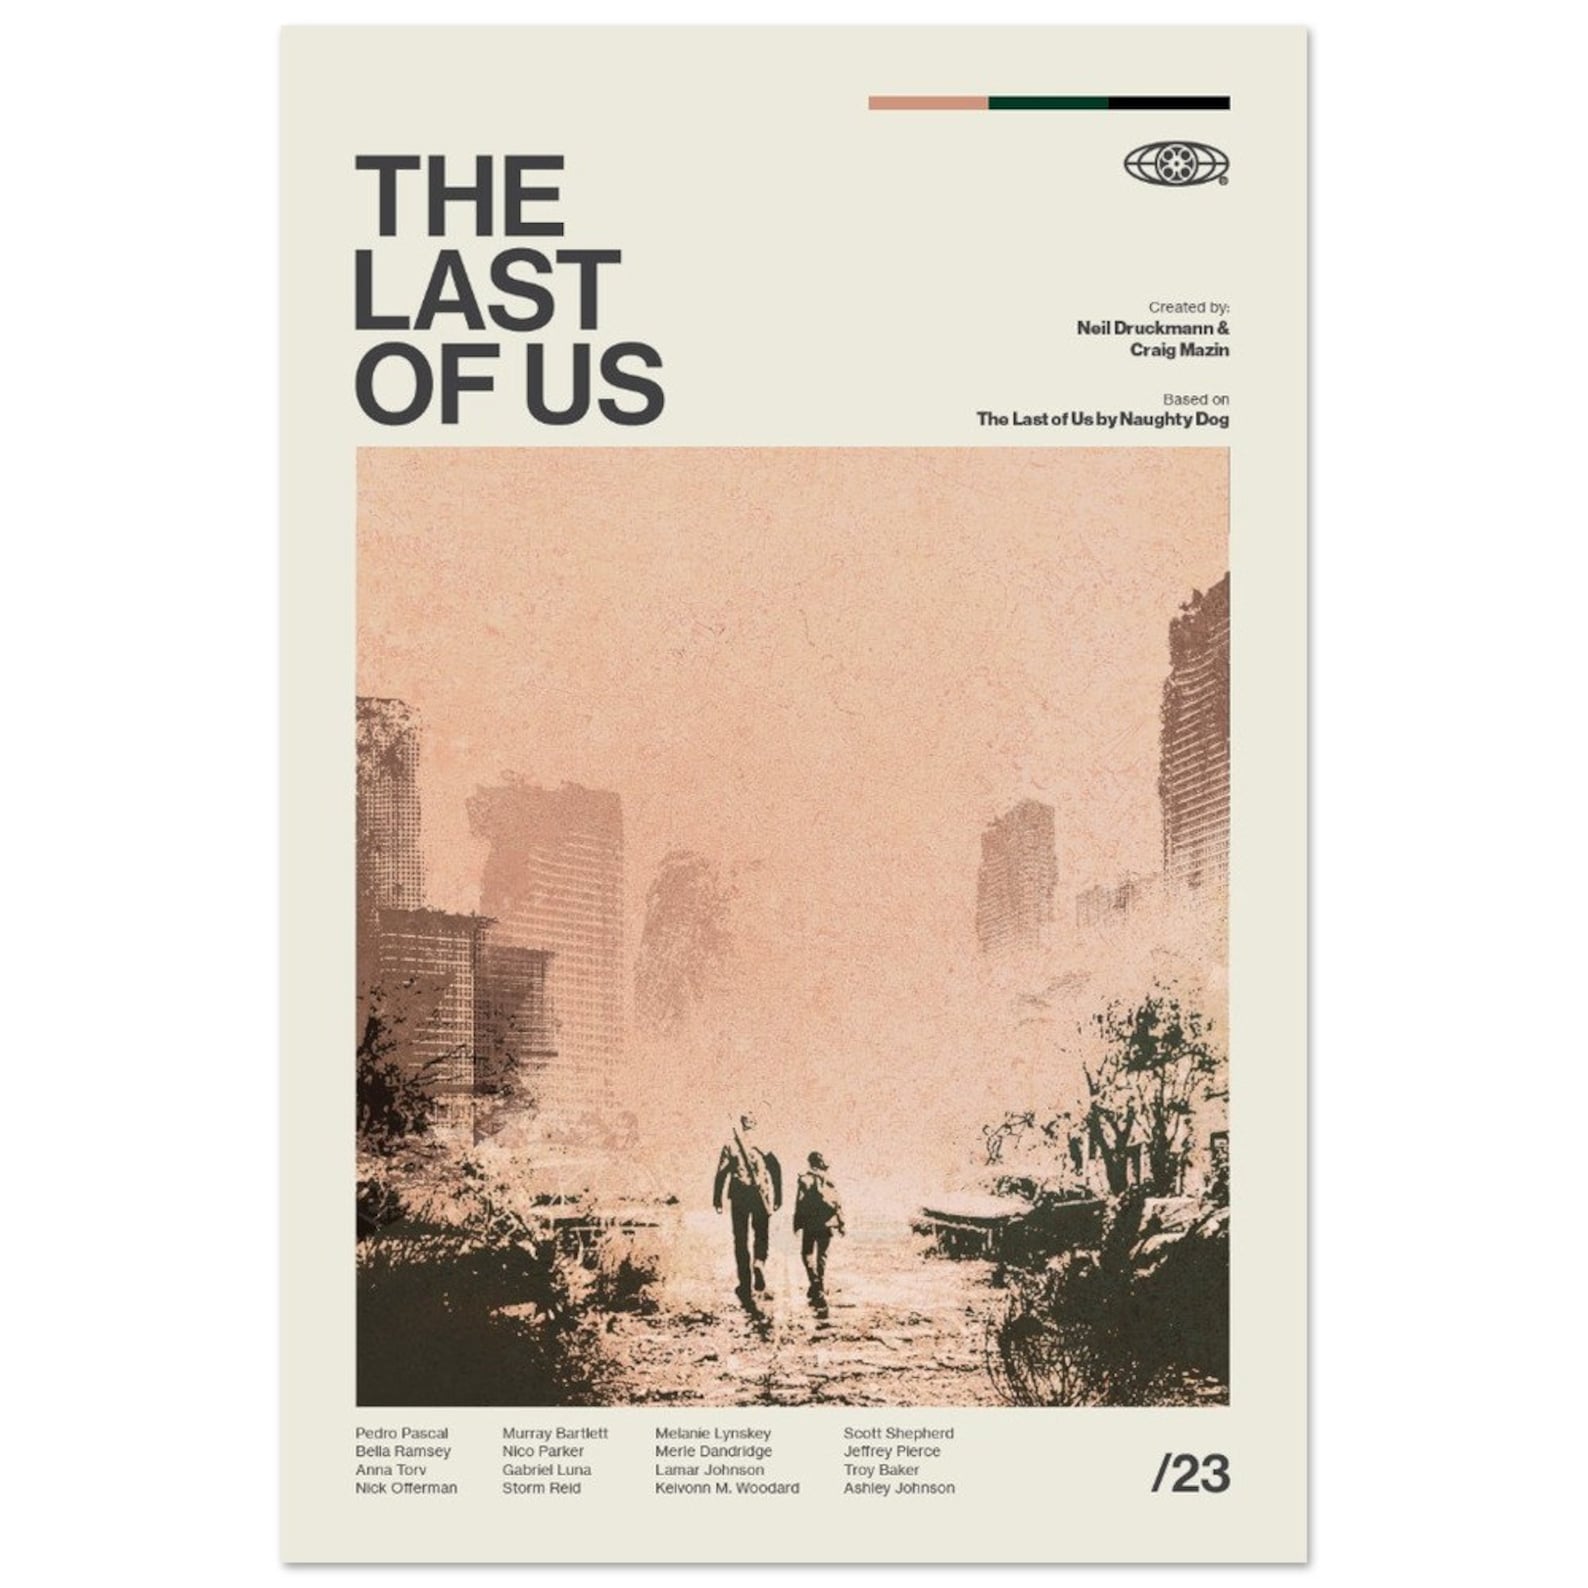 THE
LAST
OF US
Created by:
Neil Druckmann &
Craig Mazin
Based on
The Last of Us by Naughty Dog
Pedro Pascal
Bella Ramsey
Anna Torv
Nick Offerman
Murray Bartlett
Nico Parker
Gabriel Luna
Storm Reid
Melanie Lynskey
Merle Dandridge
Lamar Johnson
Keivonn M. Woodard
Scott Shepherd
Jeffrey Pierce
Troy Baker
Ashley Johnson
/23